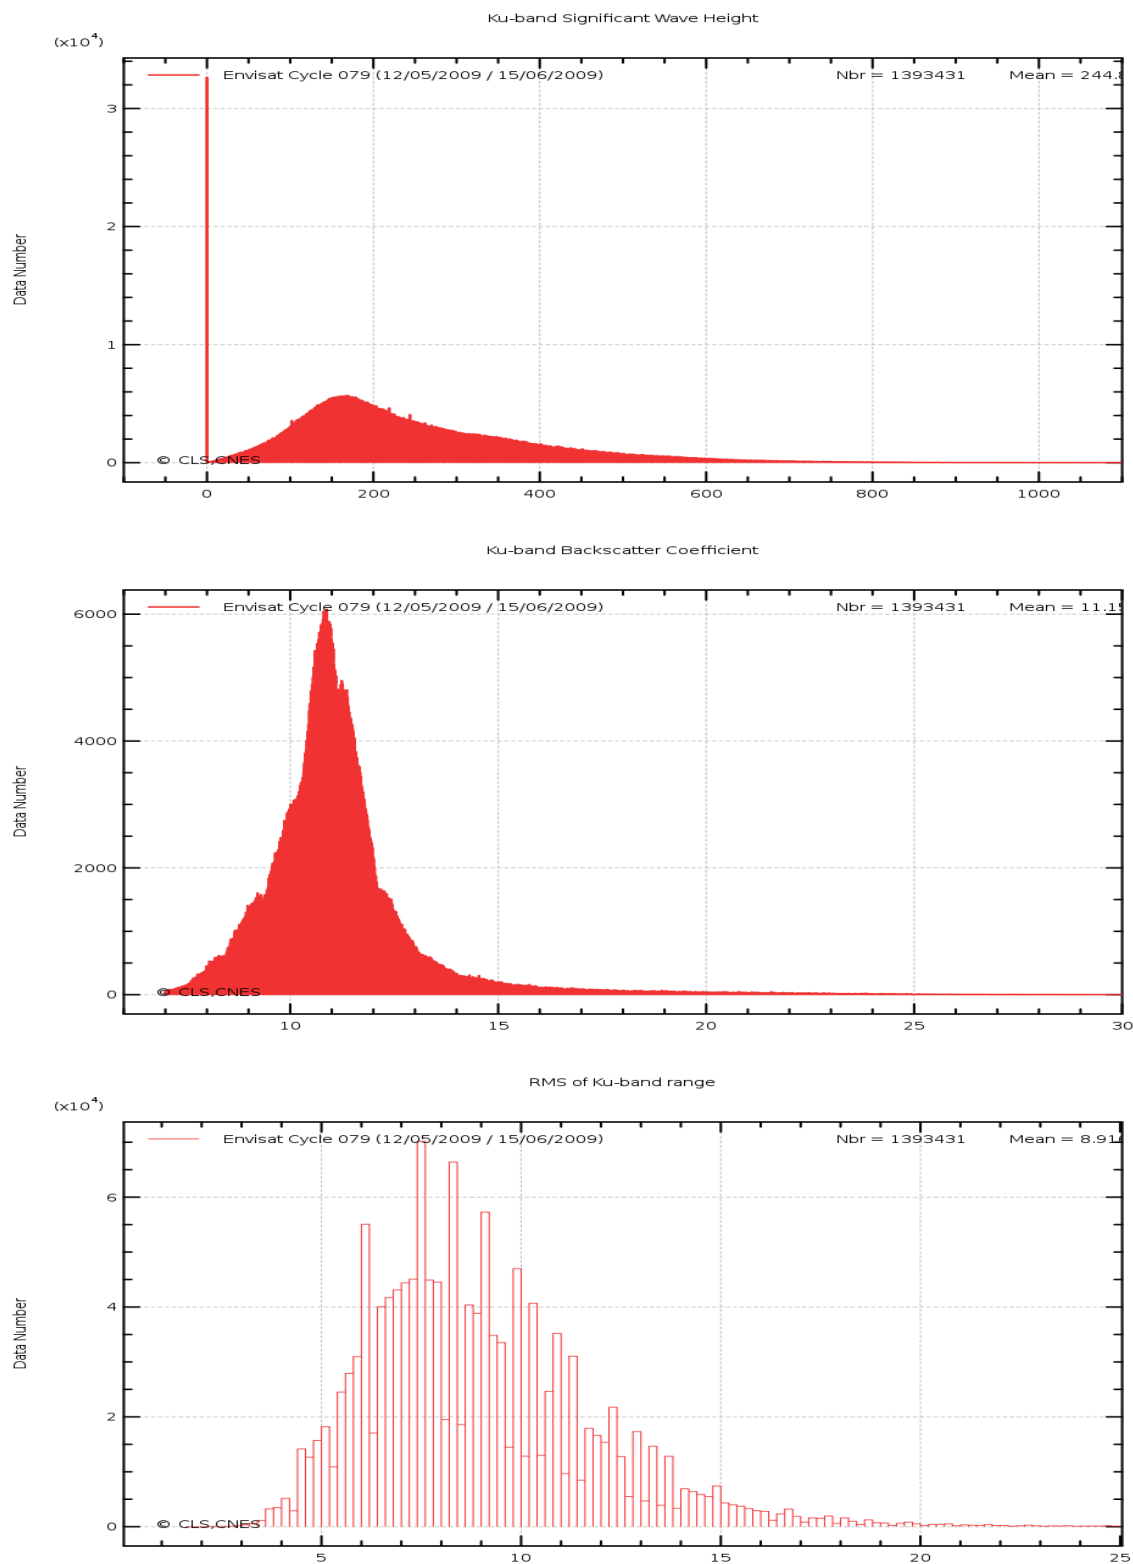 Ku-band Significant Wave Height
(x10^4)
Envisat Cycle 079 (12/05/2009 / 15/06/2009) Nbr = 1393431 Mean = 244.
3
2
1
0
Data Number
© CLS,CNES
0 200 400 600 800 1000
Ku-band Backscatter Coefficient
Envisat Cycle 079 (12/05/2009 / 15/06/2009) Nbr = 1393431 Mean = 11.1
6000
4000
2000
0
Data Number
© CLS,CNES
10 15 20 25 30
RMS of Ku-band range
(x10^4)
Envisat Cycle 079 (12/05/2009 / 15/06/2009) Nbr = 1393431 Mean = 8.91
6
4
2
0
Data Number
© CLS,CNES
5 10 15 20 25